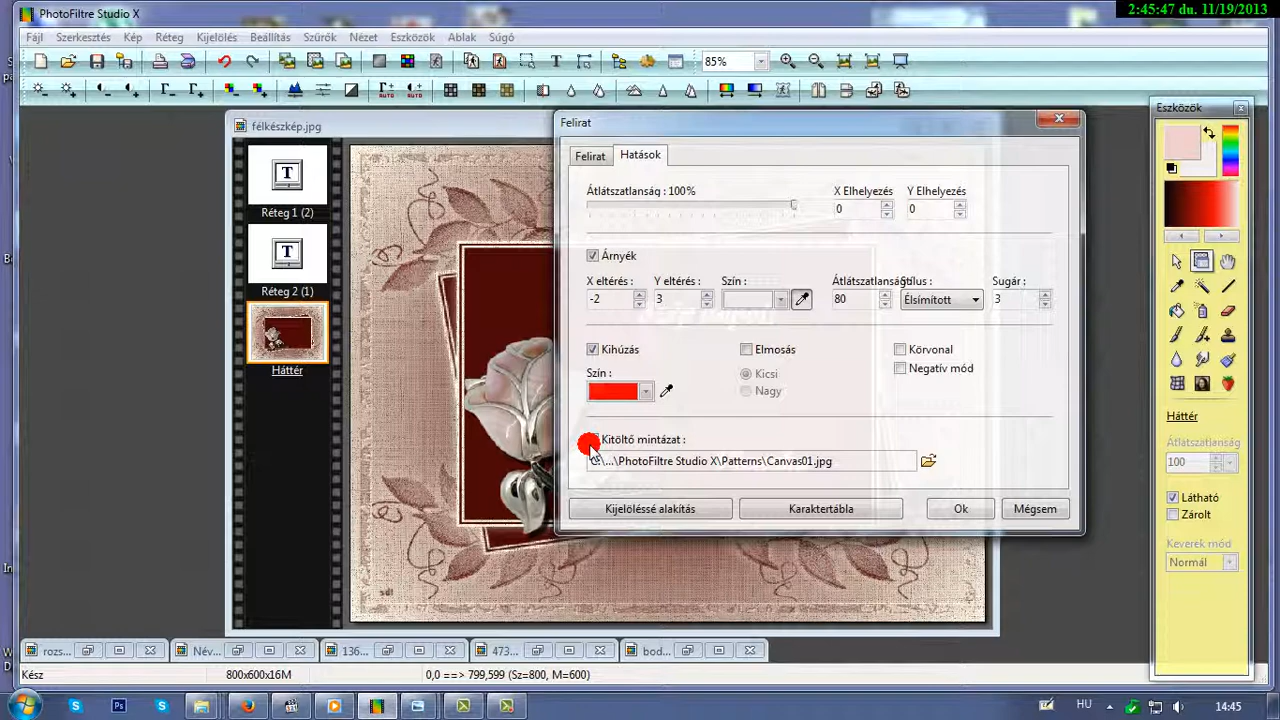 2:45:47 du. 11/19/2013
PhotoFiltre Studio X
Fájl Szerkesztés Kép Réteg Kijelölés Beállítás Szűrők Nézet Eszközök Ablak Súgó
85%
félkészkép.jpg
Felirat
Eszközök
Felirat Hatások
Réteg 1 (2)
Réteg 2 (1)
Háttér
Átlátszatlanság : 100%
X Elhelyezés Y Elhelyezés
0 0
Árnyék
X eltérés : Y eltérés : Szín : Átlátszatlanság Stílus : Sugár :
-2 3 80 Élsímított 3
Kihúzás Elmosás Körvonal
Szín : Kicsi Negatív mód
Nagy
Kitöltő mintázat :
\...\PhotoFiltre Studio X\Patterns\Canvas01.jpg
Kijelöléssé alakítás Karaktertábla Ok Mégsem
Háttér
Átlátszatlanság
100
Látható
Zárolt
Keverek mód
Normál
rozs... Név... 136... 473... bod...
Kész 800x600x16M 0,0 ==> 799,599 (Sz=800, M=600)
HU 14:45